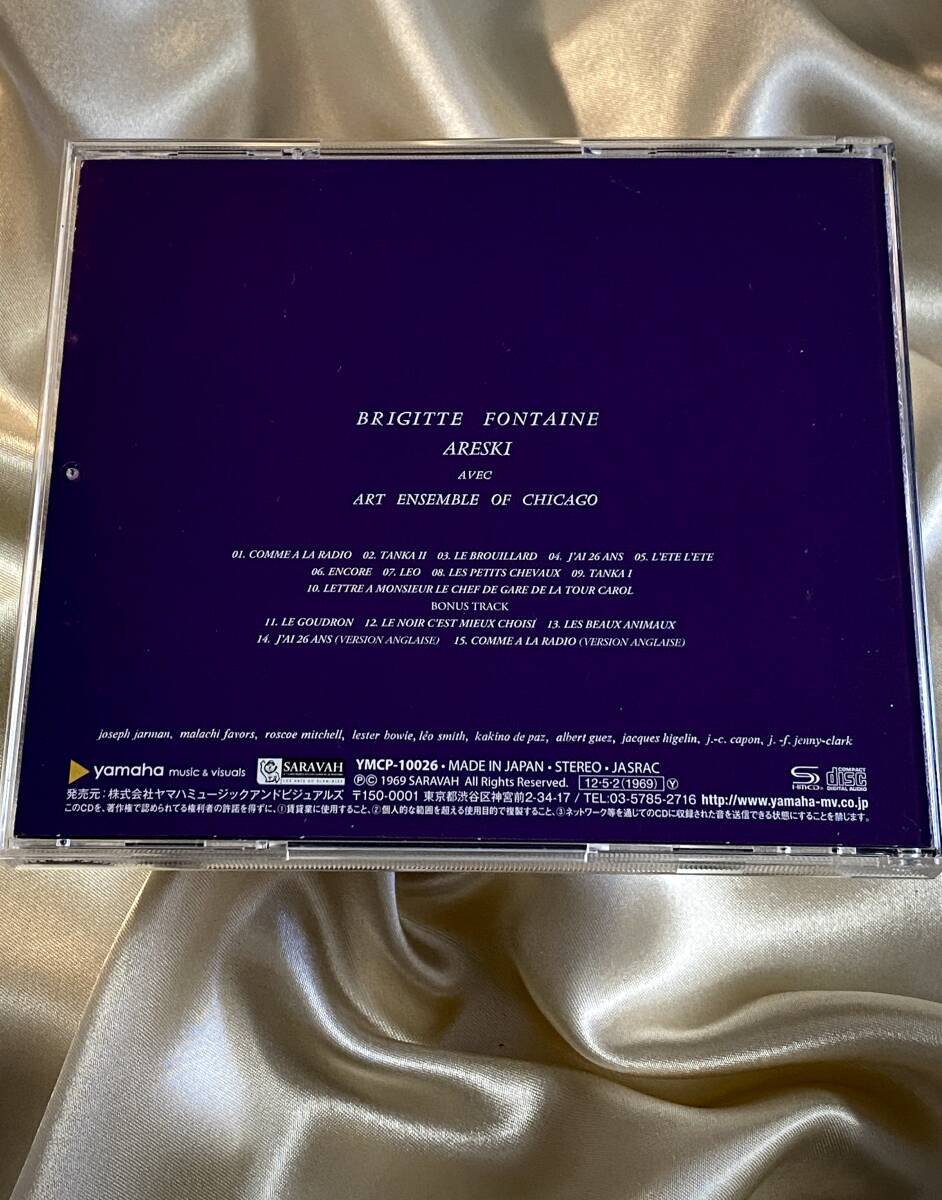 BRIGITTE FONTAINE
ARESKI
AVEC
ART ENSEMBLE OF CHICAGO
01. COMME A LA RADIO 02. TANKA II 03. LE BROUILLARD 04. J'AI 26 ANS 05. L'ETE L'ETE
06. ENCORE 07. LEO 08. LES PETITS CHEVAUX 09. TANKA I
10. LETTRE A MONSIEUR LE CHEF DE GARE DE LA TOUR CAROL
BONUS TRACK
11. LE GOUDRON 12. LE NOIR C'EST MIEUX CHOISI 13. LES BEAUX ANIMAUX
14. J'AI 26 ANS (VERSION ANGLAISE) 15. COMME A LA RADIO (VERSION ANGLAISE)
joseph jarman, malachi favors, roscoe mitchell, lester bowie, léo smith, kakino de paz, albert guez, jacques higelin, j.-c. capon, j. -f. jenny-clark
yamaha music & visuals SARAVAH YMCP-10026・MADE IN JAPAN・STEREO・JASRAC
ⓅⒸ 1969 SARAVAH All Rights Reserved. 12・5・2 (1969) Ⓨ SHM-CD COMPACT disc DIGITAL AUDIO
発売元：株式会社ヤマハミュージックアンドビジュアルズ 〒150-0001 東京都渋谷区神宮前2-34-17 / TEL:03-5785-2716 http://www.yamaha-mv.co.jp
このCDを、著作権で認められている権利者の許諾を得ずに、①賃貸業に使用すること、②個人的な範囲を超える使用目的で複製すること、③ネットワーク等を通じてこのCDに収録された音を送信できる状態にすることを禁じます。